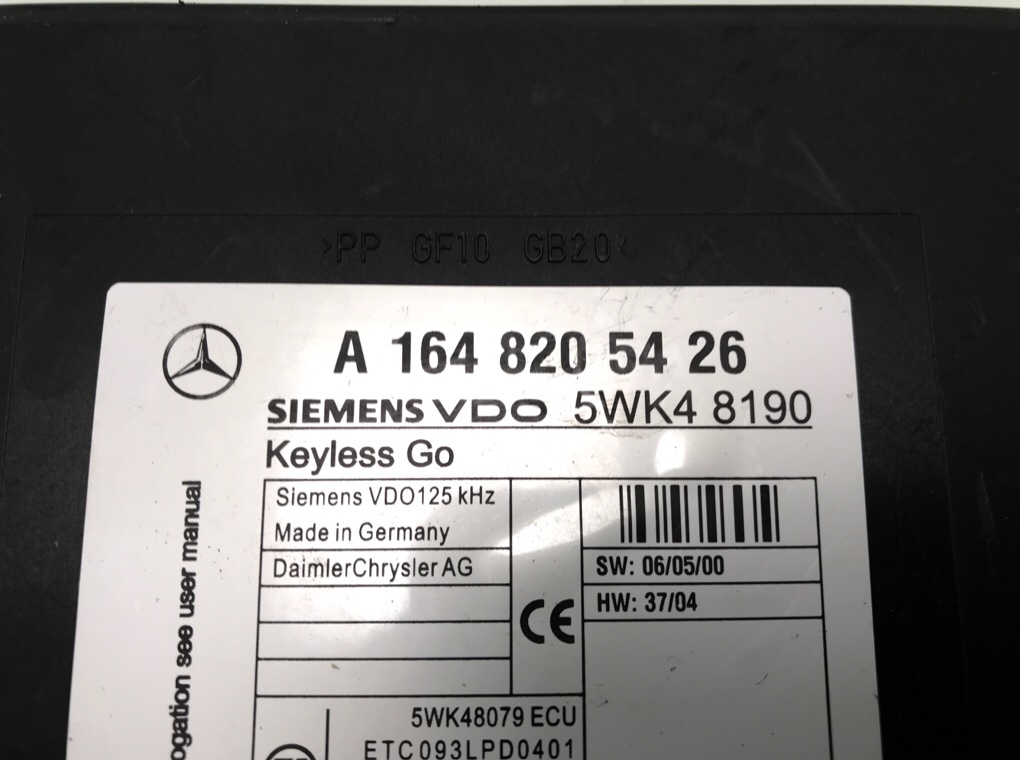 >PP GF10 GB20<
A 164 820 54 26
SIEMENS VDO 5WK4 8190
Keyless Go
Siemens VDO125 kHz
Made in Germany
DaimlerChrysler AG
CE
SW: 06/05/00
HW: 37/04
5WK48079 ECU
ETC093LPD0401
see user manual